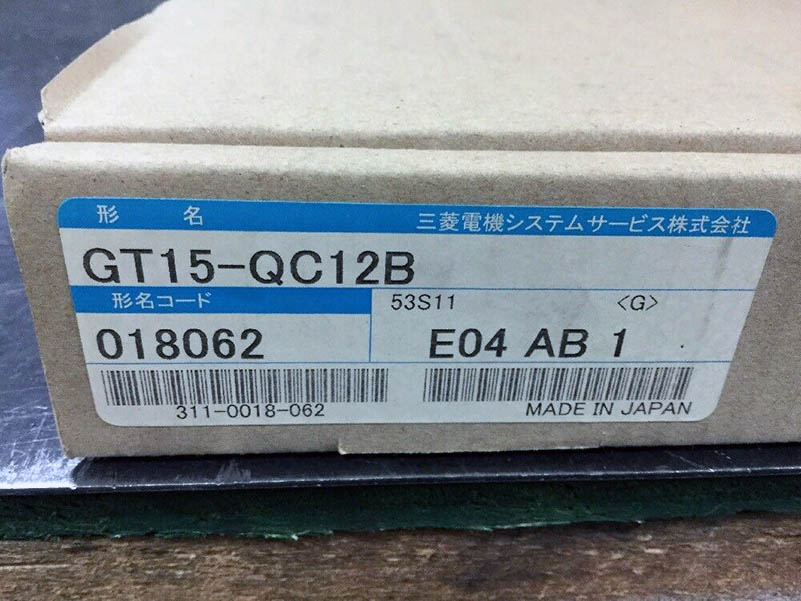 形 名 三菱電機システムサービス株式会社
GT15-QC12B
形名コード 53S11 <G>
018062 E04 AB 1
311-0018-062 MADE IN JAPAN